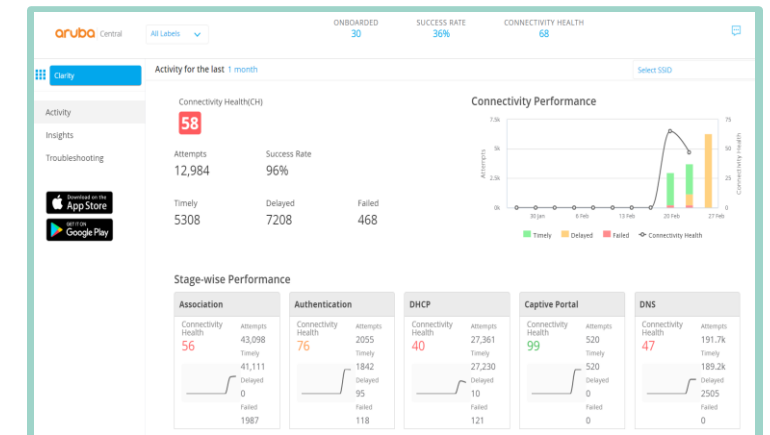 ONBOARDED SUCCESS RATE CONNECTIVITY HEALTH
aruba Central All Labels 30 36% 68
Clarity Activity for the last 1 month Select SSID
Activity
Insights
Troubleshooting
Download on the
App Store
GET IT ON
Google Play
Connectivity Health(CH)
58
Attempts Success Rate
12,984 96%
Timely Delayed Failed
5308 7208 468
Connectivity Performance
7.5k 75
5k 50
2.5k 25
0k 0
Attempts
Connectivity Health
30 Jan 6 Feb 13 Feb 20 Feb 27 Feb
Timely Delayed Failed Connectivity Health
Stage-wise Performance
Association
Connectivity Health
56
Attempts
43,098
Timely
41,111
Delayed
0
Failed
1987
Authentication
Connectivity Health
76
Attempts
2055
Timely
1842
Delayed
95
Failed
118
DHCP
Connectivity Health
40
Attempts
27,361
Timely
27,230
Delayed
10
Failed
121
Captive Portal
Connectivity Health
99
Attempts
520
Timely
520
Delayed
0
Failed
0
DNS
Connectivity Health
47
Attempts
191.7k
Timely
189.2k
Delayed
2505
Failed
0